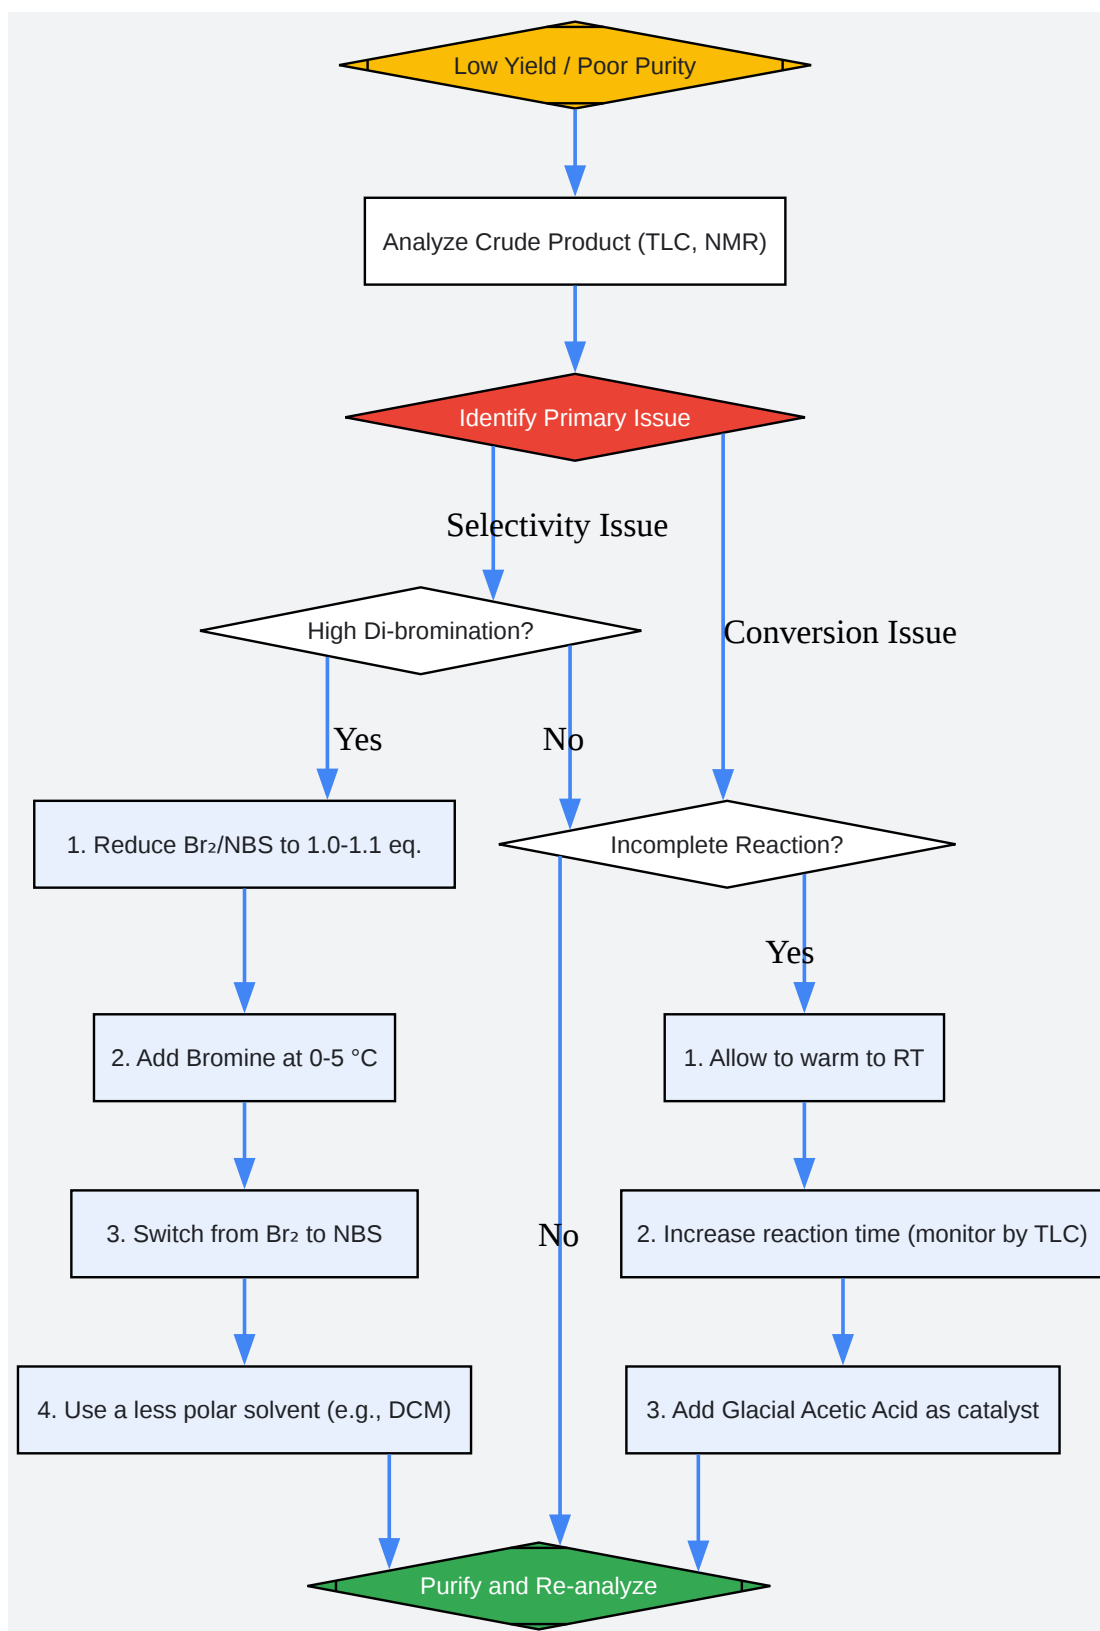 Low Yield / Poor Purity
Analyze Crude Product (TLC, NMR)
Identify Primary Issue
Selectivity Issue
High Di-bromination?
Conversion Issue
Yes
No
1. Reduce Br₂/NBS to 1.0-1.1 eq.
Incomplete Reaction?
Yes
2. Add Bromine at 0-5 °C
1. Allow to warm to RT
3. Switch from Br₂ to NBS
No
2. Increase reaction time (monitor by TLC)
4. Use a less polar solvent (e.g., DCM)
3. Add Glacial Acetic Acid as catalyst
Purify and Re-analyze